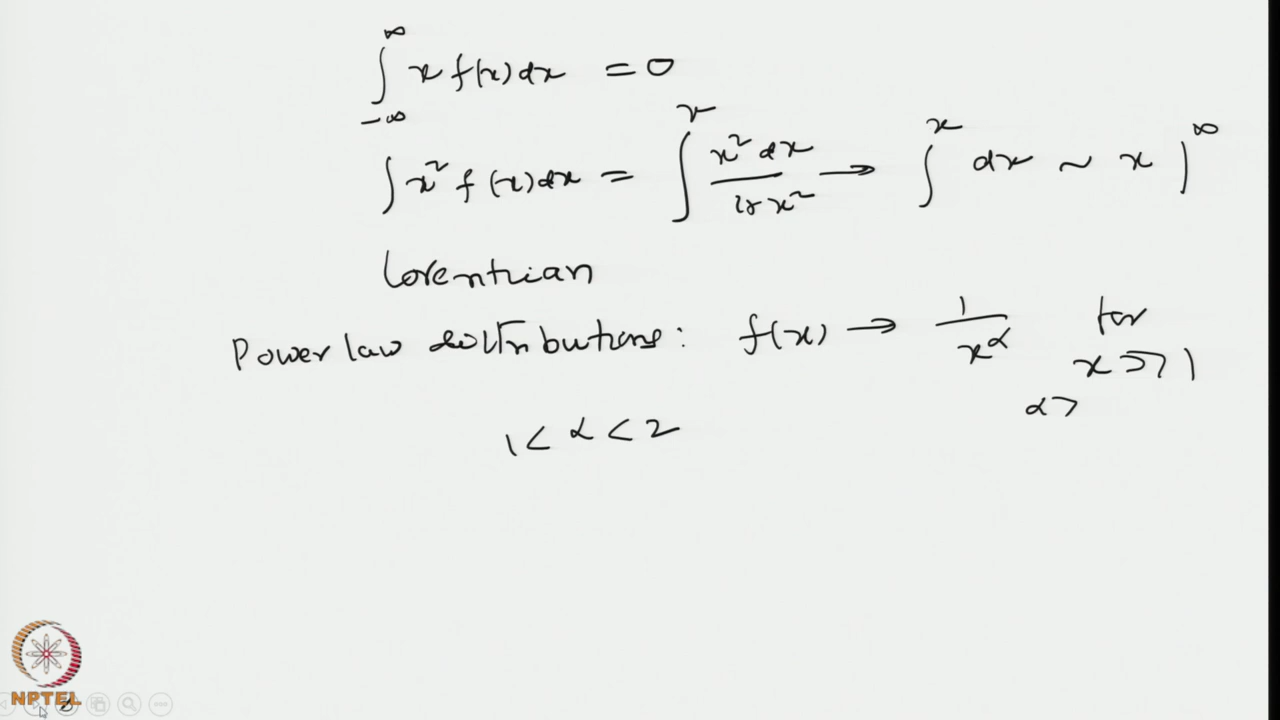 ∫_{-∞}^{∞} x f(x) dx = 0
∫ x² f(x) dx = ∫^{x} x² dx / 1+x² → ∫^{x} dx ~ x |^{∞}
Lorentzian
Power law distributions : f(x) → 1/x^α for
x >> 1
α >
1 < α < 2
NPTEL